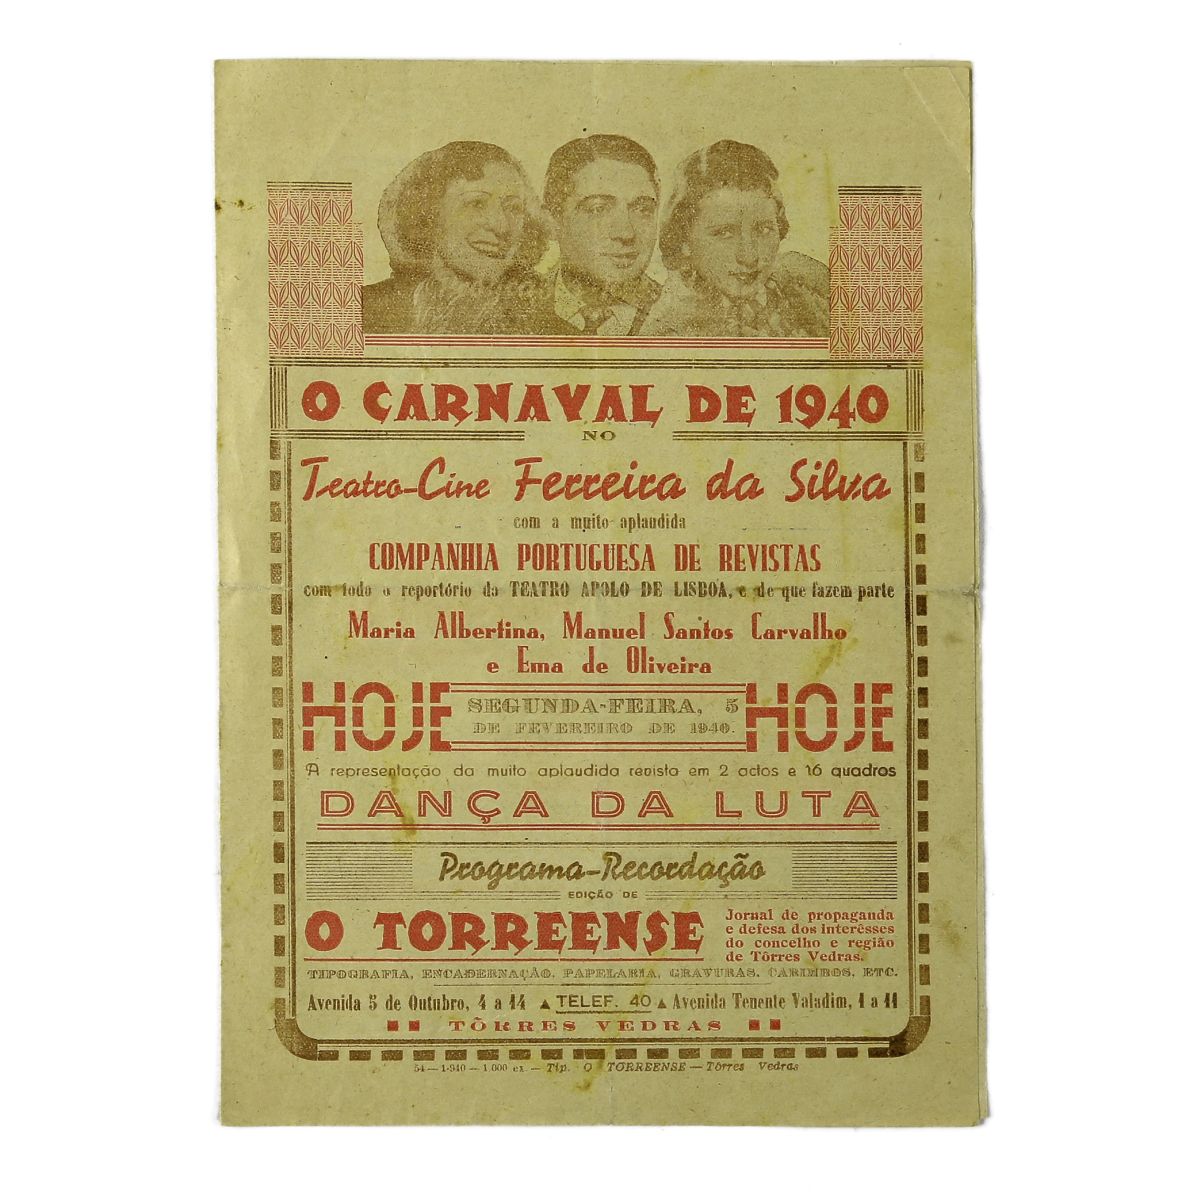 O CARNAVAL DE 1940
NO
Teatro-Cine Ferreira da Silva
com a muito aplaudida
COMPANHIA PORTUGUESA DE REVISTAS
com todo o reportório do TEATRO APOLO DE LISBOA, e de que fazem parte
Maria Albertina, Manuel Santos Carvalho
e Ema de Oliveira
HOJE SEGUNDA-FEIRA, 5 HOJE
DE FEVEREIRO DE 1940.
A representação da muito aplaudida revista em 2 actos e 16 quadros
DANÇA DA LUTA
Programa-Recordação
EDIÇÃO DE
O TORREENSE
Jornal de propaganda
e defesa dos interêsses
do concelho e região
de Tôrres Vedras.
TIPOGRAFIA, ENCADERNAÇÃO, PAPELARIA, GRAVURAS, CARIMBOS, ETC.
Avenida 5 de Outubro, 4 a 14 ▲ TELEF. 40 ▲ Avenida Tenente Valadim, 1 a 11
TÔRRES VEDRAS
54 — 1-940 — 1.000 ex. — Tip. O TORREENSE — Tôrres Vedras